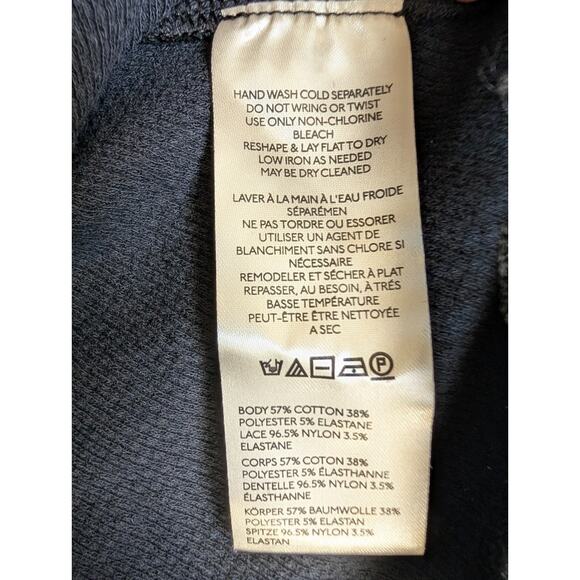 HAND WASH COLD SEPARATELY
DO NOT WRING OR TWIST
USE ONLY NON-CHLORINE
BLEACH
RESHAPE & LAY FLAT TO DRY
LOW IRON AS NEEDED
MAY BE DRY CLEANED
LAVER À LA MAIN À L'EAU FROIDE
SÉPARÉMEN
NE PAS TORDRE OU ESSORER
UTILISER UN AGENT DE
BLANCHIMENT SANS CHLORE SI
NÉCESSAIRE
REMODELER ET SÉCHER À PLAT
REPASSER, AU BESOIN, À TRÉS
BASSE TEMPÉRATURE
PEUT-ÊTRE ÊTRE NETTOYÉE
A SEC
P
BODY 57% COTTON 38%
POLYESTER 5% ELASTANE
LACE 96.5% NYLON 3.5%
ELASTANE
CORPS 57% COTON 38%
POLYESTER 5% ÉLASTHANNE
DENTELLE 96.5% NYLON 3.5%
ÉLASTHANNE
KÖRPER 57% BAUMWOLLE 38%
POLYESTER 5% ELASTAN
SPITZE 96.5% NYLON 3.5%
ELASTAN